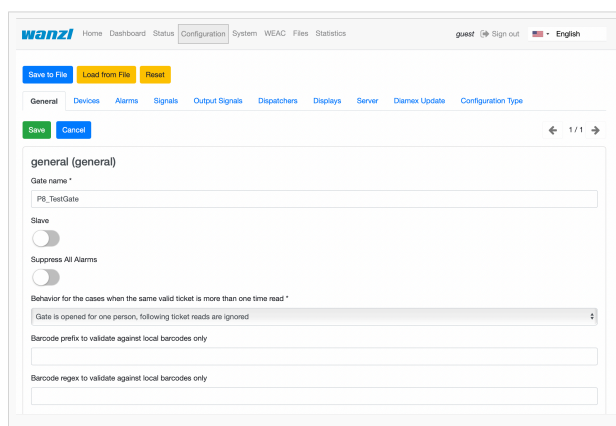 wanzl Home Dashboard Status Configuration System WEAC Files Statistics guest Sign out English
Save to File Load from File Reset
General Devices Alarms Signals Output Signals Dispatchers Displays Server Diamex Update Configuration Type
Save Cancel 1 / 1
general (general)
Gate name *
P8_TestGate
Slave
Suppress All Alarms
Behavior for the cases when the same valid ticket is more than one time read *
Gate is opened for one person, following ticket reads are ignored
Barcode prefix to validate against local barcodes only
Barcode regex to validate against local barcodes only